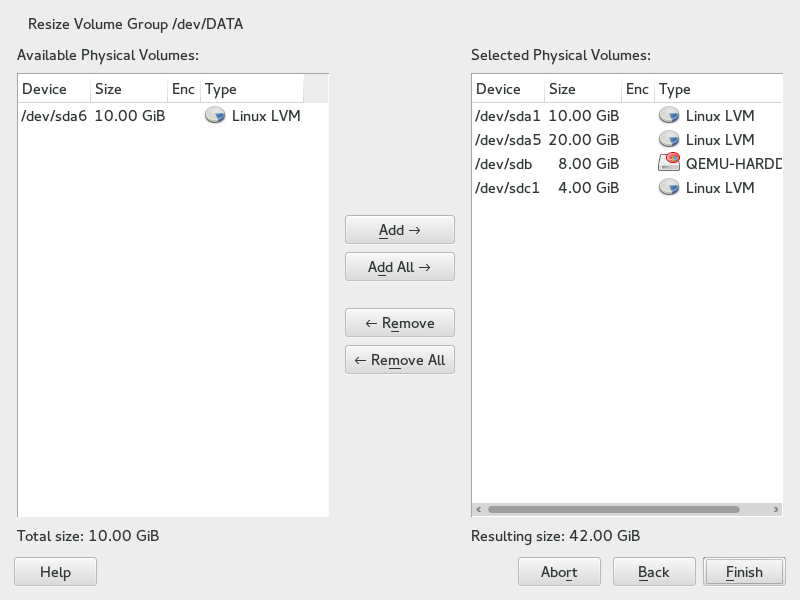 Resize Volume Group /dev/DATA
Available Physical Volumes:
Device Size Enc Type
/dev/sda6 10.00 GiB Linux LVM
Total size: 10.00 GiB
Add →
Add All →
← Remove
← Remove All
Selected Physical Volumes:
Device Size Enc Type
/dev/sda1 10.00 GiB Linux LVM
/dev/sda5 20.00 GiB Linux LVM
/dev/sdb 8.00 GiB QEMU-HARDD
/dev/sdc1 4.00 GiB Linux LVM
Resulting size: 42.00 GiB
Help Abort Back Finish